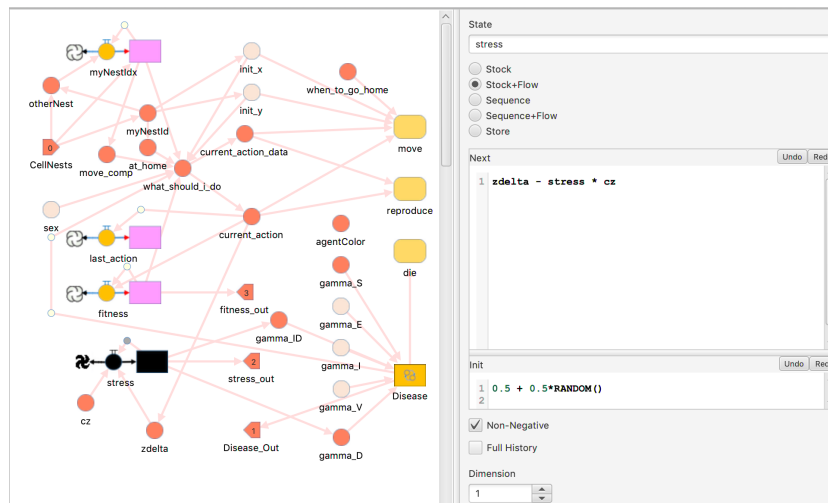 myNestIdx
otherNest
init_x
when_to_go_home
init_y
myNestId
0
CellNests
move_comp
at_home
current_action_data
what_should_i_do
move
sex
reproduce
current_action
agentColor
last_action
die
gamma_S
fitness
3
fitness_out
gamma_E
gamma_ID
gamma_I
stress
2
stress_out
Disease
gamma_V
cz
zdelta
1
Disease_Out
gamma_D
State
stress
Stock
Stock+Flow
Sequence
Sequence+Flow
Store
Next
Undo
Red
1 zdelta - stress * cz
Init
Undo
Red
1 0.5 + 0.5*RANDOM()
2
Non-Negative
Full History
Dimension
1